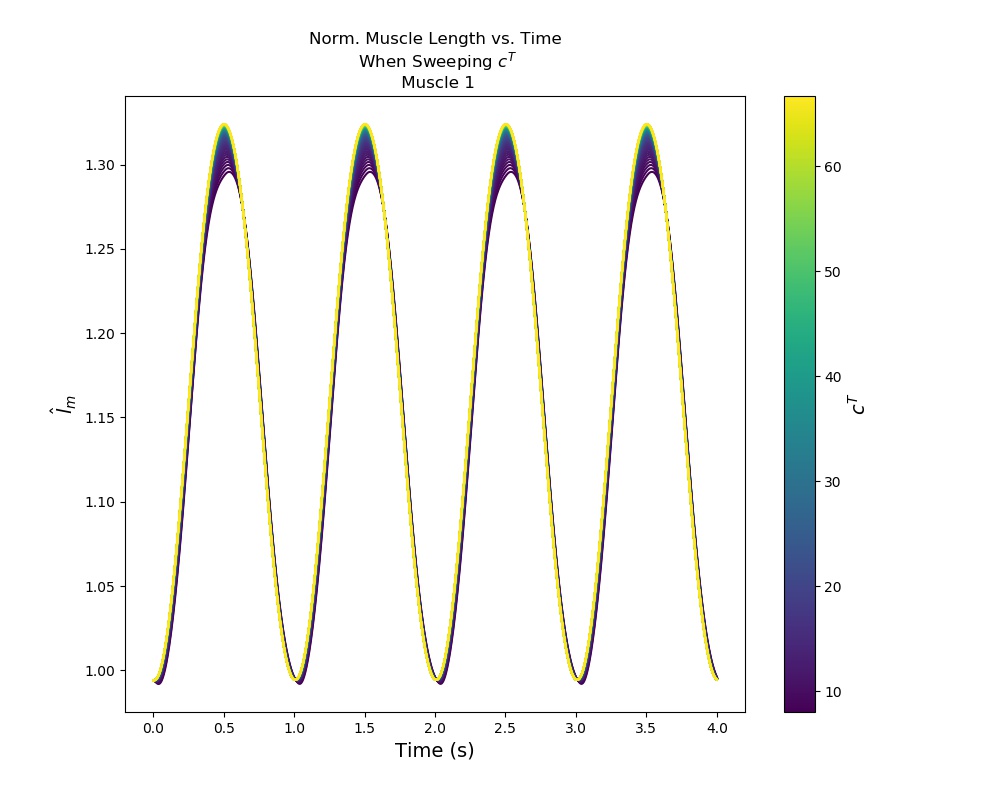 Norm. Muscle Length vs. Time
When Sweeping $c^T$
Muscle 1
1.30
1.25
1.20
1.15
1.10
1.05
1.00
$\hat{l}_m$
0.0 0.5 1.0 1.5 2.0 2.5 3.0 3.5 4.0
Time (s)
60
50
40
30
20
10
$c^T$